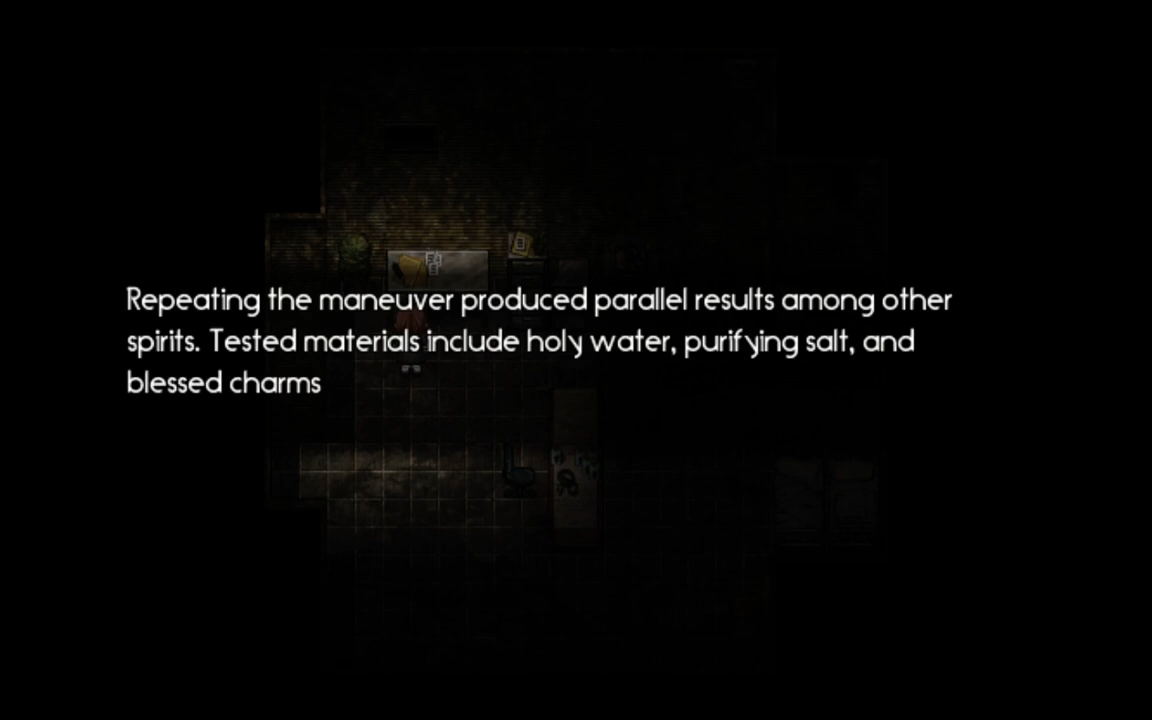 Repeating the maneuver produced parallel results among other
spirits. Tested materials include holy water, purifying salt, and
blessed charms